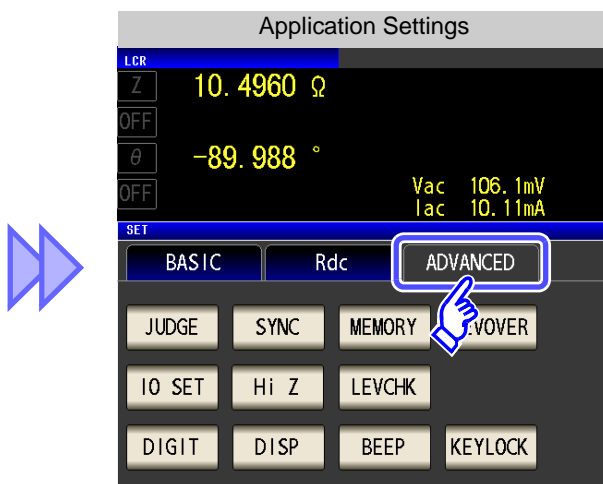 Application Settings
LCR
Z 10.4960 Ω
OFF
θ -89.988 °
OFF
Vac 106.1mV
Iac 10.11mA
SET
BASIC Rdc ADVANCED
JUDGE SYNC MEMORY VOVER
IO SET Hi Z LEVCHK
DIGIT DISP BEEP KEYLOCK